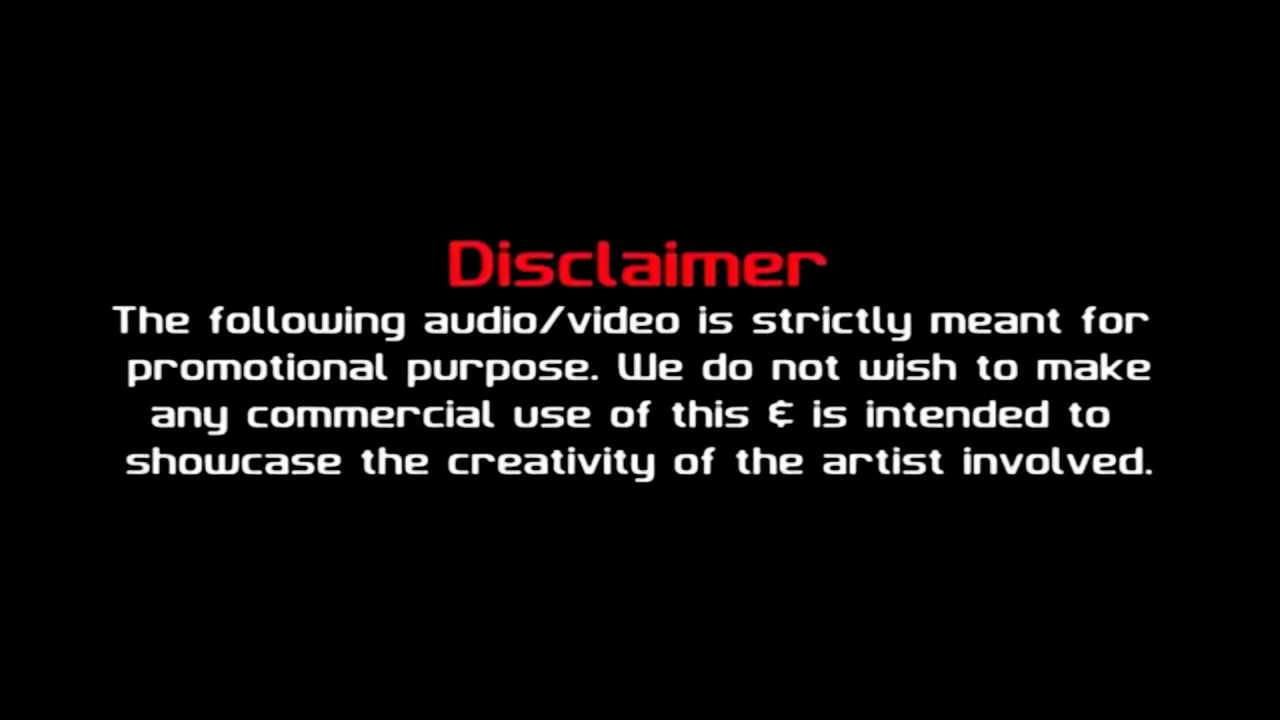 Disclaimer
The following audio/video is strictly meant for
promotional purpose. We do not wish to make
any commercial use of this & is intended to
showcase the creativity of the artist involved.